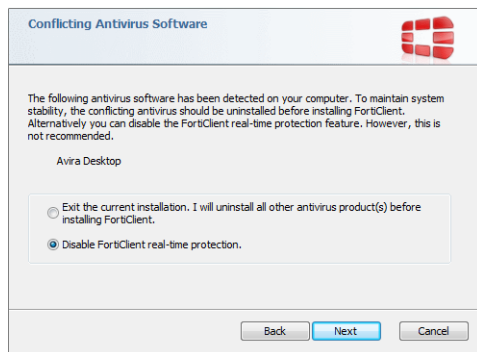 Conflicting Antivirus Software
The following antivirus software has been detected on your computer. To maintain system
stability, the conflicting antivirus should be uninstalled before installing FortiClient.
Alternatively you can disable the FortiClient real-time protection feature. However, this is
not recommended.
Avira Desktop
Exit the current installation. I will uninstall all other antivirus product(s) before
installing FortiClient.
Disable FortiClient real-time protection.
Back
Next
Cancel